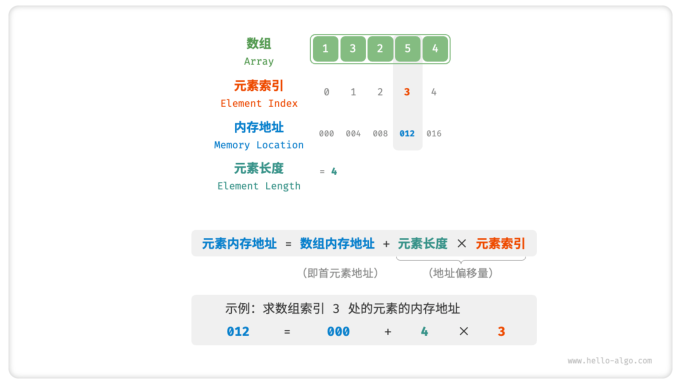 数组 1 3 2 5 4
Array
元素索引 0 1 2 3 4
Element Index
内存地址 000 004 008 012 016
Memory Location
元素长度 = 4
Element Length
元素内存地址 = 数组内存地址 + 元素长度 × 元素索引
(即首元素地址) (地址偏移量)
示例: 求数组索引 3 处的元素的内存地址
012 = 000 + 4 × 3
www.hello-algo.com